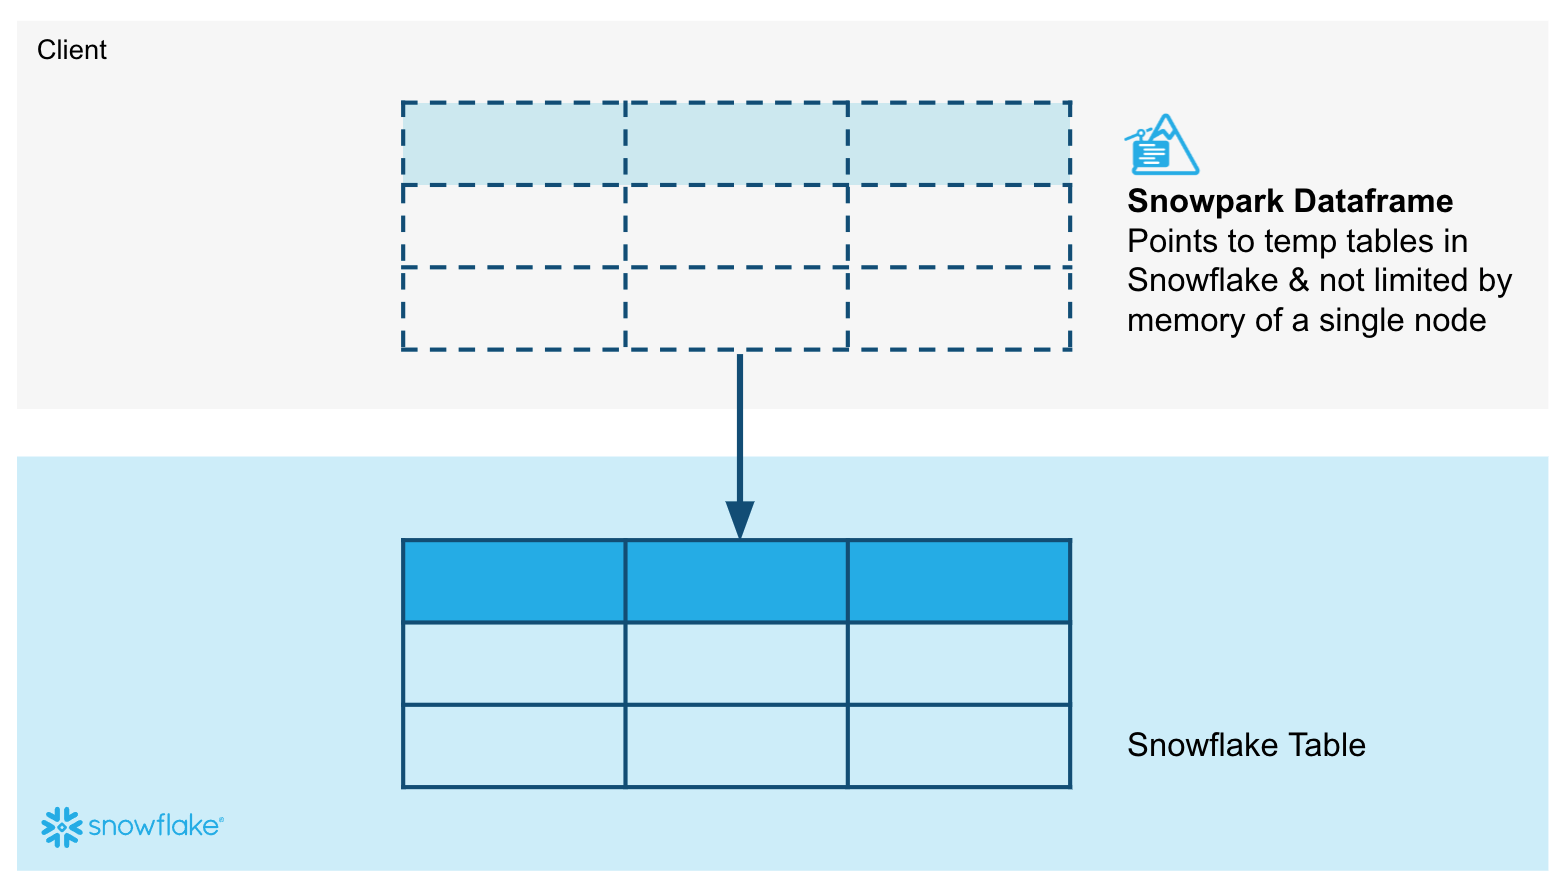 Client
Snowpark Dataframe
Points to temp tables in
Snowflake & not limited by
memory of a single node
Snowflake Table
snowflake®